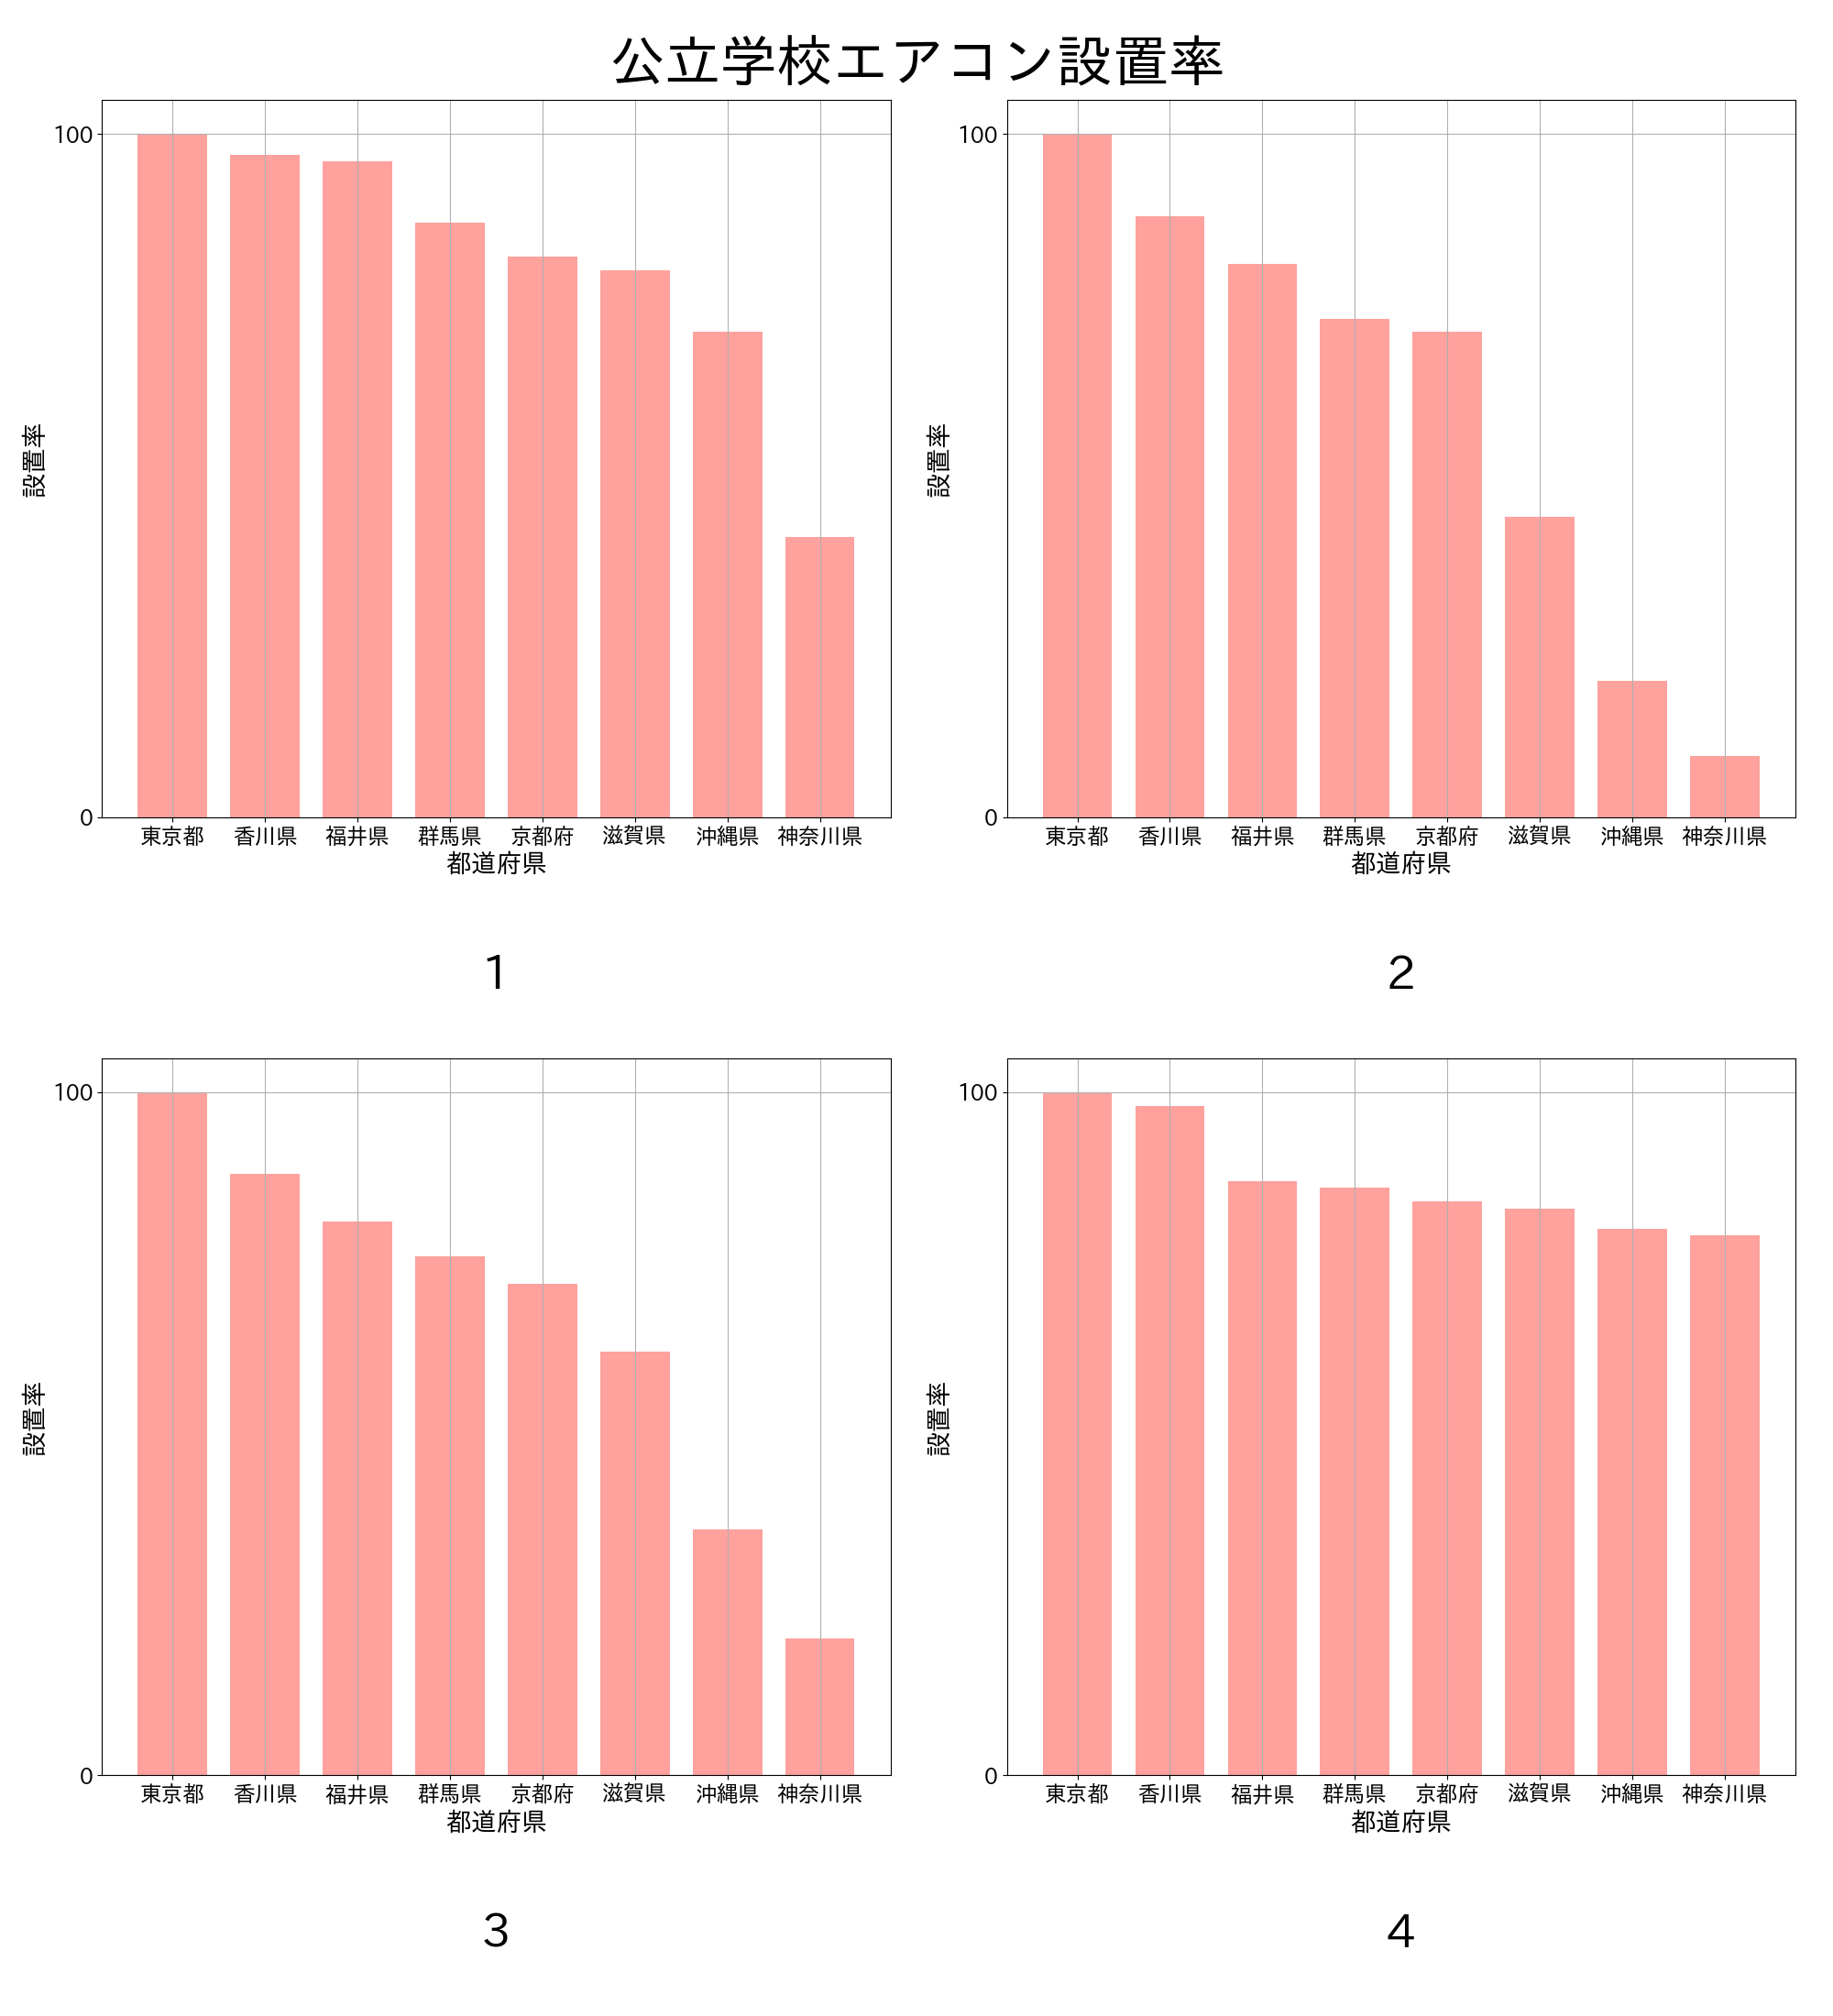 公立学校エアコン設置率
100
0
設置率
東京都 香川県 福井県 群馬県 京都府 滋賀県 沖縄県 神奈川県
都道府県
1
100
0
設置率
東京都 香川県 福井県 群馬県 京都府 滋賀県 沖縄県 神奈川県
都道府県
2
100
0
設置率
東京都 香川県 福井県 群馬県 京都府 滋賀県 沖縄県 神奈川県
都道府県
3
100
0
設置率
東京都 香川県 福井県 群馬県 京都府 滋賀県 沖縄県 神奈川県
都道府県
4